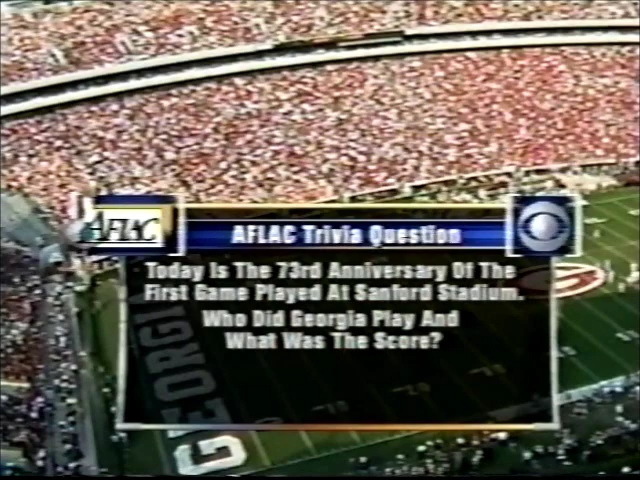 AFLAC
AFLAC Trivia Question
Today Is The 73rd Anniversary Of The
First Game Played At Sanford Stadium.
Who Did Georgia Play And
What Was The Score?
GEORGIA
G